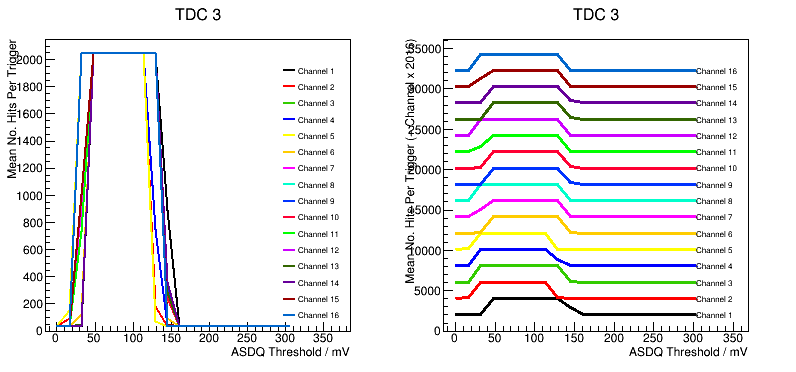 TDC 3
Mean No. Hits Per Trigger
2000
1800
1600
1400
1200
1000
800
600
400
200
0
Channel 1
Channel 2
Channel 3
Channel 4
Channel 5
Channel 6
Channel 7
Channel 8
Channel 9
Channel 10
Channel 11
Channel 12
Channel 13
Channel 14
Channel 15
Channel 16
0 50 100 150 200 250 300 350
ASDQ Threshold / mV
TDC 3
Mean No. Hits Per Trigger (+ Channel x 2016)
35000
30000
25000
20000
15000
10000
5000
0
Channel 16
Channel 15
Channel 14
Channel 13
Channel 12
Channel 11
Channel 10
Channel 9
Channel 8
Channel 7
Channel 6
Channel 5
Channel 4
Channel 3
Channel 2
Channel 1
0 50 100 150 200 250 300 350
ASDQ Threshold / mV